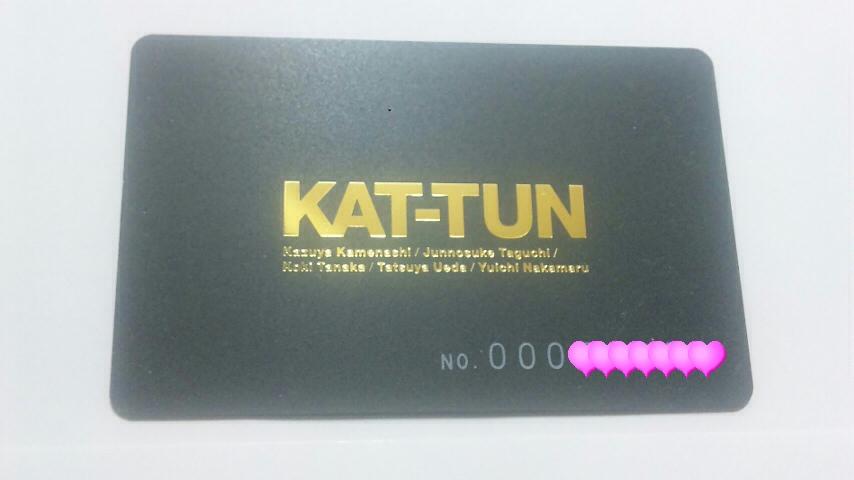 KAT-TUN
Kazuya Kamenashi / Junnosuke Taguchi /
Koki Tanaka / Tatsuya Ueda / Yuichi Nakamaru
NO. 000